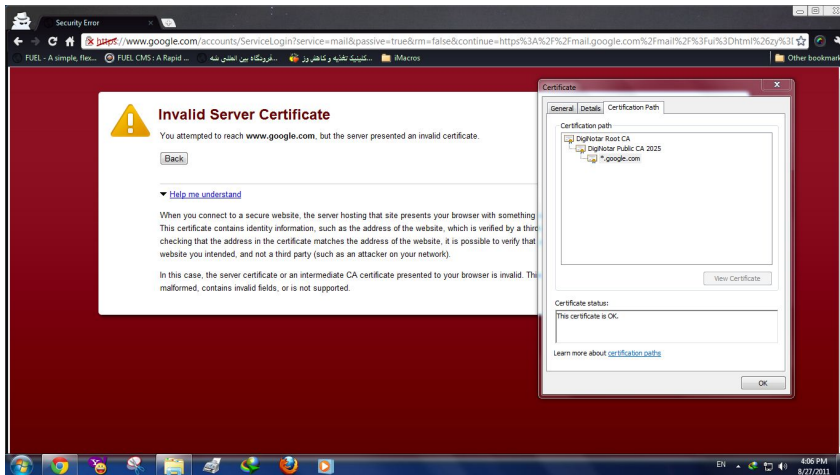 Security Error
https://www.google.com/accounts/ServiceLogin?service=mail&passive=true&rm=false&continue=https%3A%2F%2Fmail.google.com%2Fmail%2F%3Fui%3Dhtml%26zy%3
FUEL - A simple, flex... FUEL CMS : A Rapid ... کلینیک تغذیه و کاهش وز... iMacros Other bookmark
Invalid Server Certificate
You attempted to reach www.google.com, but the server presented an invalid certificate.
Back
Help me understand
When you connect to a secure website, the server hosting that site presents your browser with something
This certificate contains identity information, such as the address of the website, which is verified by a third
checking that the address in the certificate matches the address of the website, it is possible to verify that
website you intended, and not a third party (such as an attacker on your network).
In this case, the server certificate or an intermediate CA certificate presented to your browser is invalid. Thi
malformed, contains invalid fields, or is not supported.
Certificate
General Details Certification Path
Certification path
DigiNotar Root CA
DigiNotar Public CA 2025
*.google.com
View Certificate
Certificate status:
This certificate is OK.
Learn more about certification paths
OK
EN
4:06 PM
8/27/2011